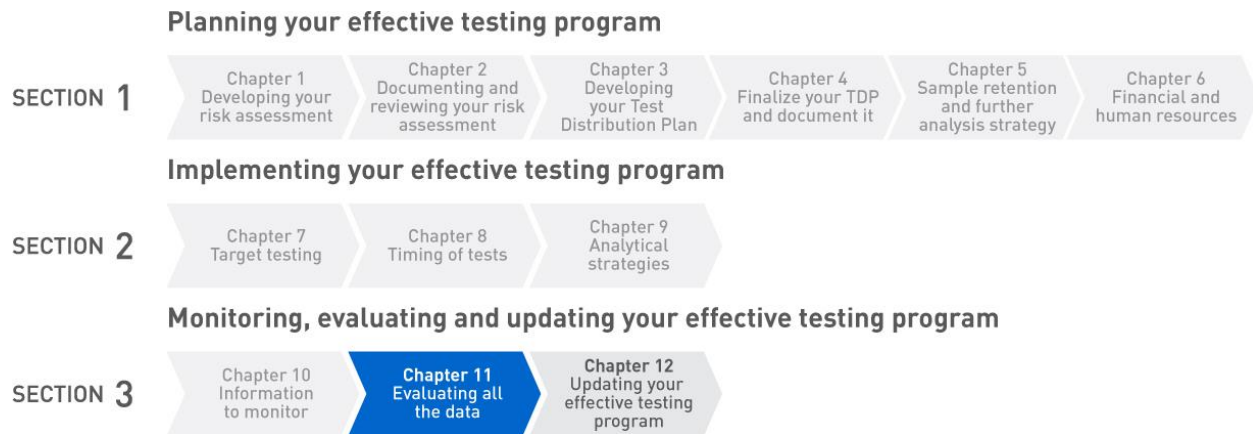 Planning your effective testing program
SECTION 1
Chapter 1
Developing your
risk assessment
Chapter 2
Documenting and
reviewing your risk
assessment
Chapter 3
Developing
your Test
Distribution Plan
Chapter 4
Finalize your TDP
and document it
Chapter 5
Sample retention
and further
analysis strategy
Chapter 6
Financial and
human resources
Implementing your effective testing program
SECTION 2
Chapter 7
Target testing
Chapter 8
Timing of tests
Chapter 9
Analytical
strategies
Monitoring, evaluating and updating your effective testing program
SECTION 3
Chapter 10
Information
to monitor
Chapter 11
Evaluating all
the data
Chapter 12
Updating your
effective testing
program